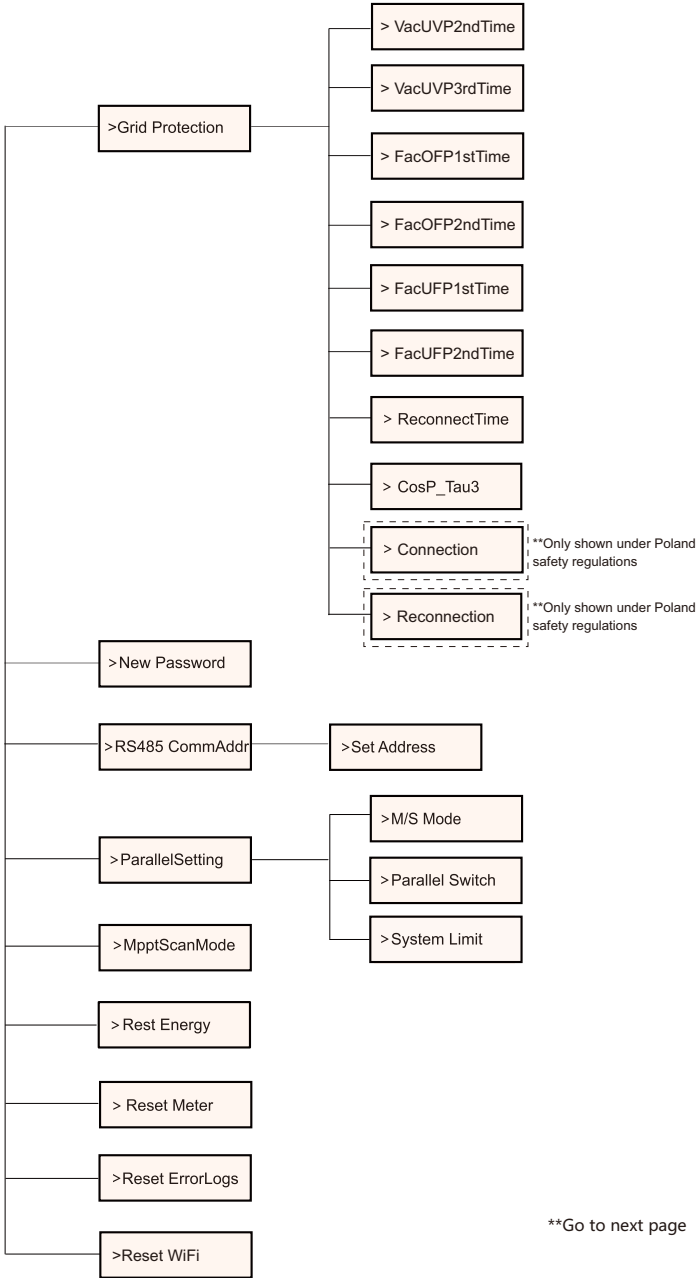 > VacUVP2ndTime
> VacUVP3rdTime
>Grid Protection
> FacOFP1stTime
> FacOFP2ndTime
> FacUFP1stTime
> FacUFP2ndTime
> ReconnectTime
> CosP_Tau3
> Connection
**Only shown under Poland
safety regulations
> Reconnection
**Only shown under Poland
safety regulations
>New Password
>RS485 CommAddr
>Set Address
>ParallelSetting
>M/S Mode
>Parallel Switch
>System Limit
>MpptScanMode
>Rest Energy
> Reset Meter
>Reset ErrorLogs
>Reset WiFi
**Go to next page